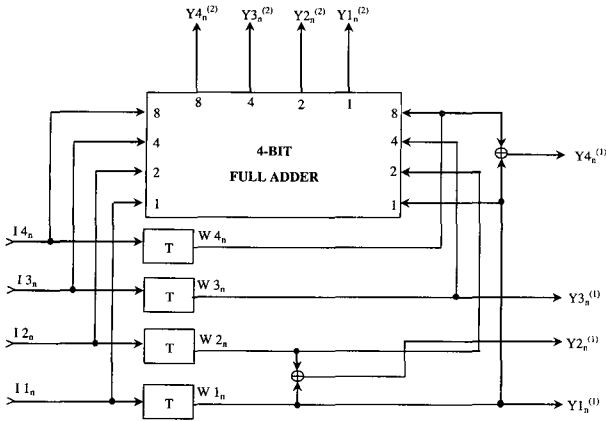 Y4n(2) Y3n(2) Y2n(2) Y1n(2)
8 4 2 1
8 8
4 4-BIT 4
Y4n(1)
FULL ADDER
2 2
1 1
I 4n T W 4n
I 3n T W 3n Y3n(1)
I 2n T W 2n Y2n(1)
I 1n T W 1n Y1n(1)